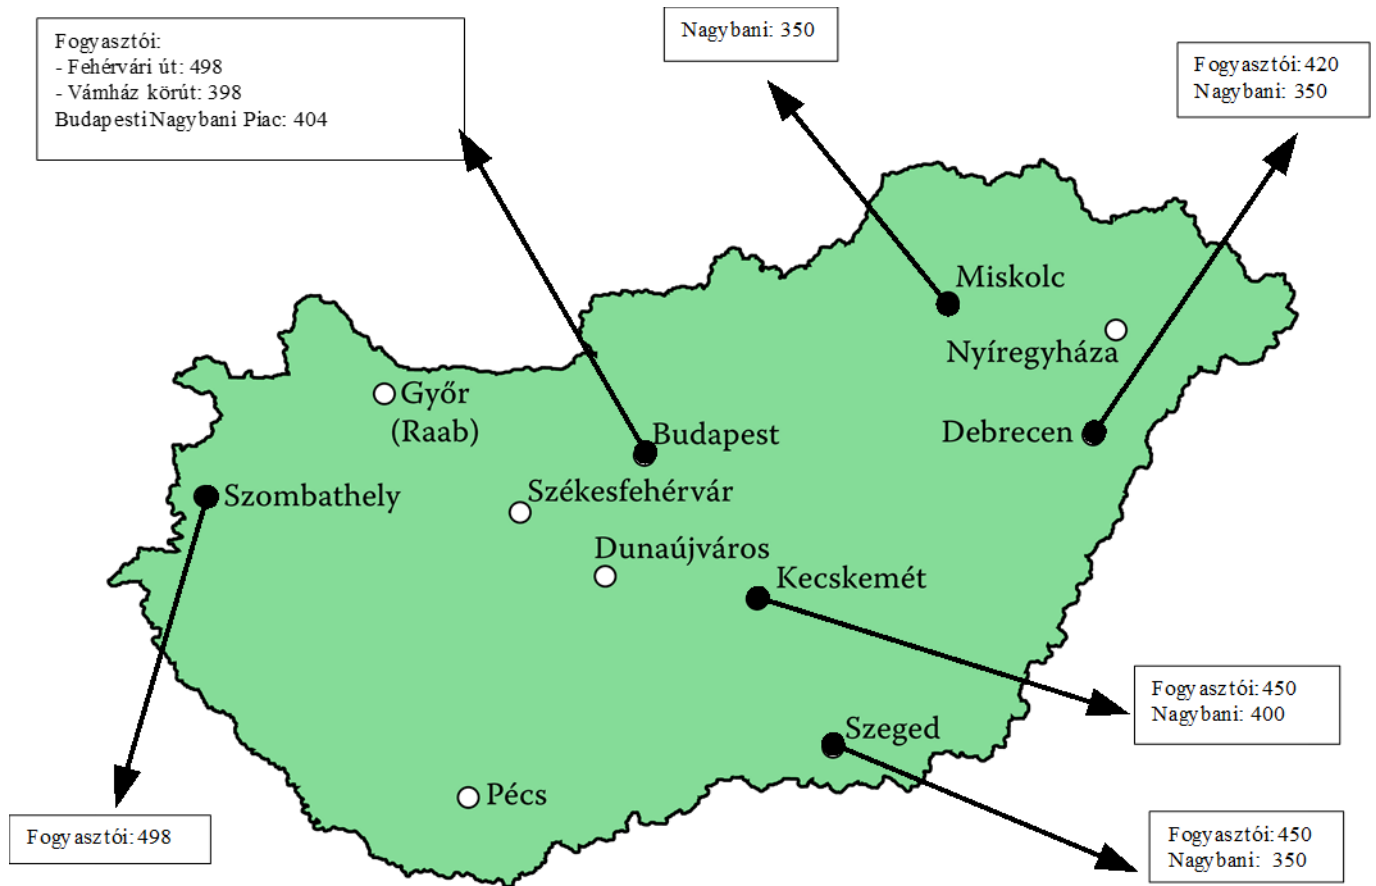 Fogyasztói:
- Fehérvári út: 498
- Vámház körút: 398
Budapesti Nagybani Piac: 404
Nagybani: 350
Fogyasztói: 420
Nagybani: 350
Miskolc
Nyíregyháza
Győr
(Raab)
Budapest
Debrecen
Szombathely
Székesfehérvár
Dunaújváros
Kecskemét
Fogyasztói: 450
Nagybani: 400
Szeged
Pécs
Fogyasztói: 498
Fogyasztói: 450
Nagybani: 350